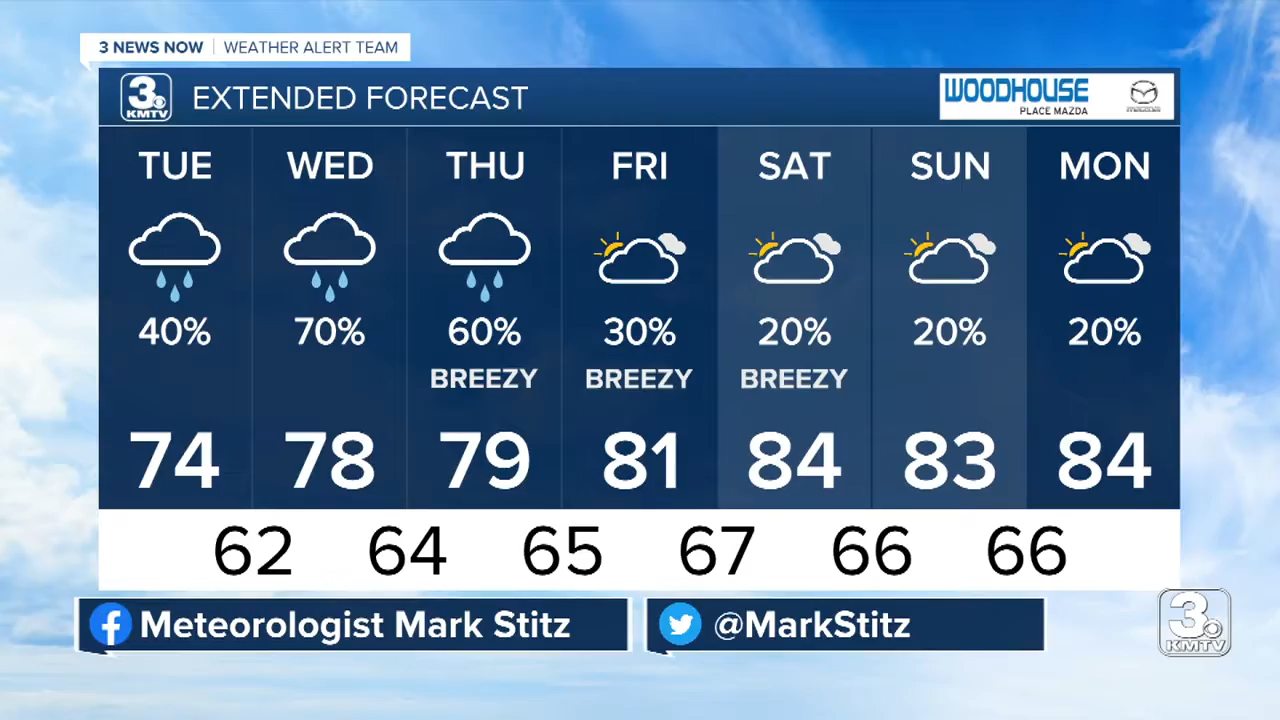 3 NEWS NOW | WEATHER ALERT TEAM
3 KMTV EXTENDED FORECAST
WOODHOUSE
PLACE MAZDA
mazda
TUE WED THU FRI SAT SUN MON
40% 70% 60% 30% 20% 20% 20%
BREEZY BREEZY BREEZY
74 78 79 81 84 83 84
62 64 65 67 66 66
Meteorologist Mark Stitz @MarkStitz
3 KMTV